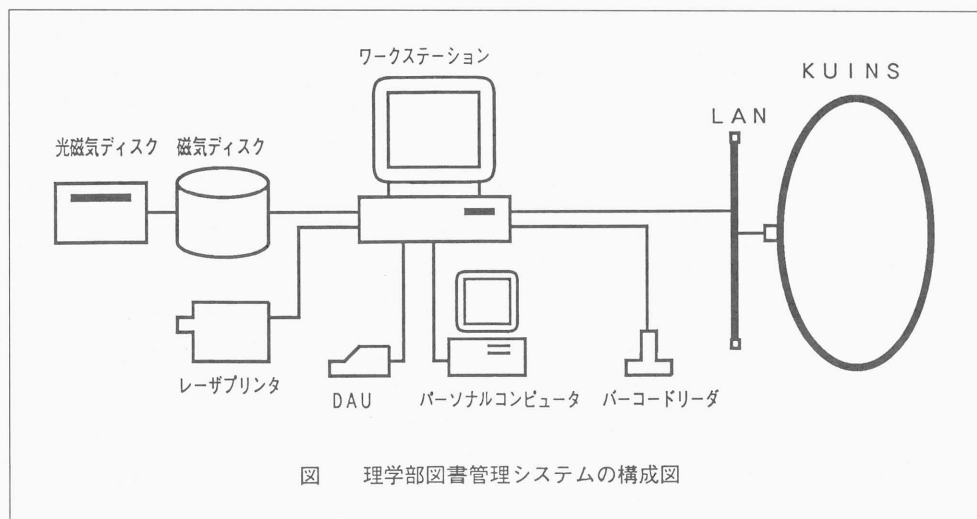 ワークステーション
KUINS
LAN
光磁気ディスク
磁気ディスク
レーザプリンタ
DAU
パーソナルコンピュータ
バーコードリーダ
図 理学部図書管理システムの構成図